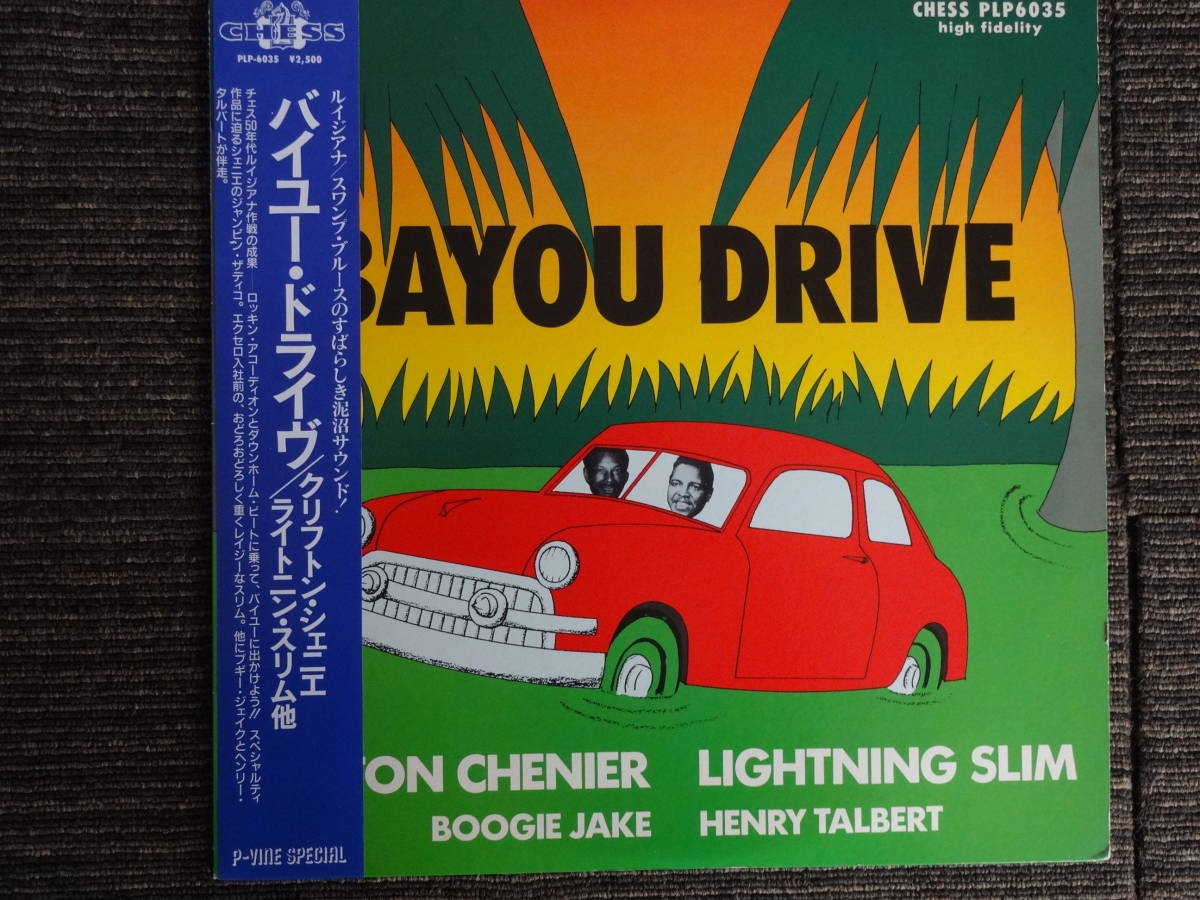 CHESS
PLP-6035 ¥2,500
ルイジアナ/スワンプ・ブルースのすばらしき泥沼サウンド!
バイユー・ドライヴ/クリフトン・シェニエ/ライトニン・スリム他
チェス50年代ルイジアナ作戦の成果 ロッキン・アコーディオンとダウンホーム・ビートに乗って、バイユーに出かけよう!! スペシャルティ
作品に迫るシェニエのジャンピン・ザディコ。エクセロ入社前の、おどろおどろしく重くレイジーなスリム。他にブギー・ジェイクとヘンリー・
タルバートが伴走。
P-VINE SPECIAL
CHESS PLP6035
high fidelity
BAYOU DRIVE
TON CHENIER LIGHTNING SLIM
BOOGIE JAKE HENRY TALBERT